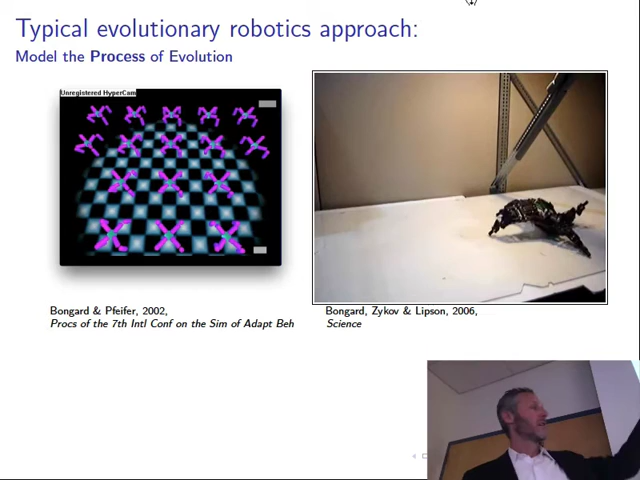 Typical evolutionary robotics approach:
Model the Process of Evolution
Unregistered HyperCam
Bongard & Pfeifer, 2002,
Procs of the 7th Intl Conf on the Sim of Adapt Beh
Bongard, Zykov & Lipson, 2006,
Science